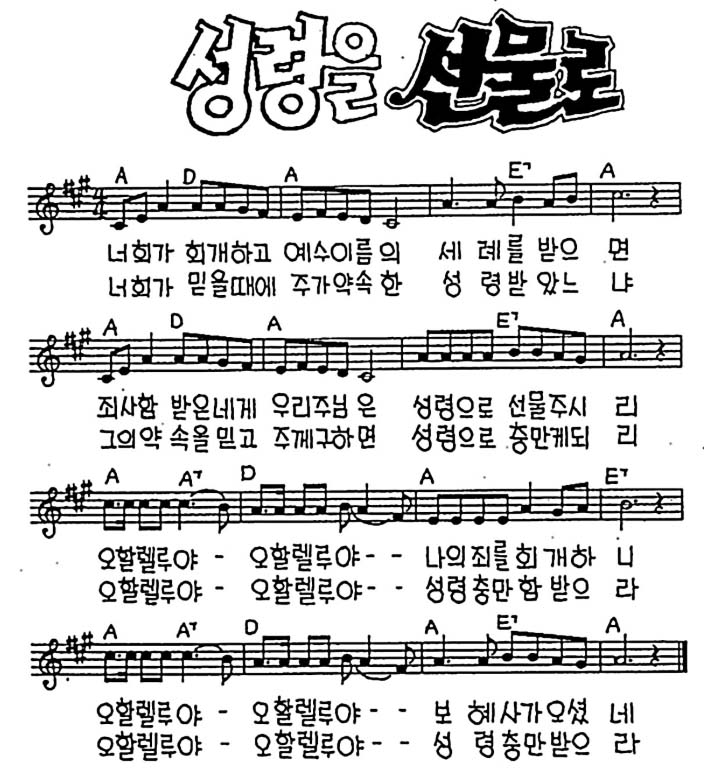 성령을 선물로
A D A E7 A
너희가 회개하고 예수이름의 세 례를 받으 면
너희가 믿을때에 주가약속한 성 령받았느 냐
A D A E7 A
죄사함 받은네게 우리주님은 성령으로 선물주시 리
그의약속을믿고 주께구하면 성령으로 충만케되 리
A A7 D A E7
오할렐루야 - 오할렐루야- - 나의죄를회개하 니
오할렐루야 - 오할렐루야- - 성령충만함받으 라
A A7 D A E7 A
오할렐루야 - 오할렐루야- - 보 혜사가오셨 네
오할렐루야 - 오할렐루야- - 성 령충만받으 라